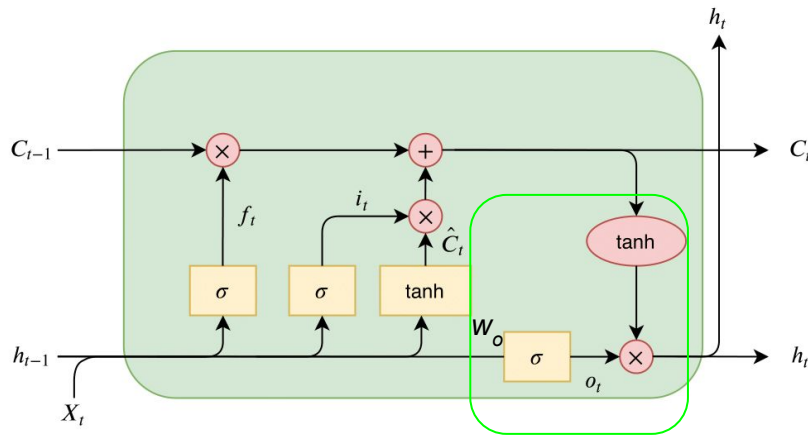 h_t
C_{t-1}
×
+
C_t
i_t
×
f_t
Ĉ_t
tanh
σ
σ
tanh
W_o
h_{t-1}
σ
×
h_t
o_t
X_t